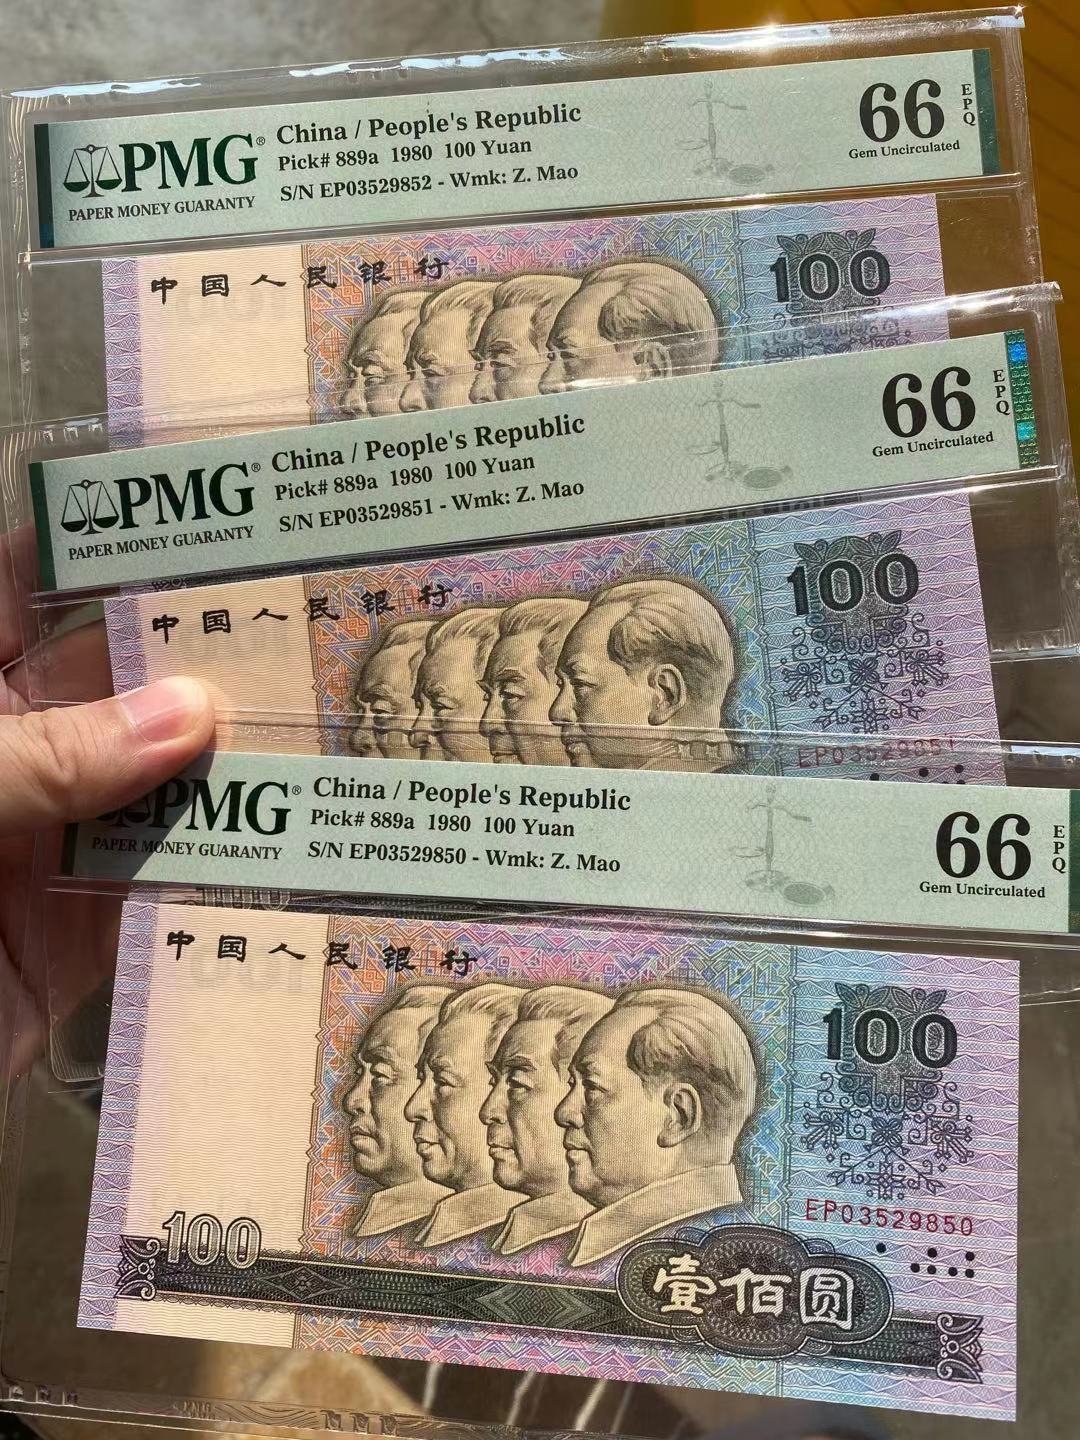 PMG®
PAPER MONEY GUARANTY
China / People's Republic
Pick# 889a 1980 100 Yuan
S/N EP03529852 - Wmk: Z. Mao
66
EPQ
Gem Uncirculated
中国人民银行
100
PMG®
PAPER MONEY GUARANTY
China / People's Republic
Pick# 889a 1980 100 Yuan
S/N EP03529851 - Wmk: Z. Mao
66
EPQ
Gem Uncirculated
中国人民银行
100
EP03529851
PMG®
PAPER MONEY GUARANTY
China / People's Republic
Pick# 889a 1980 100 Yuan
S/N EP03529850 - Wmk: Z. Mao
66
EPQ
Gem Uncirculated
中国人民银行
100
EP03529850
100
壹佰圆